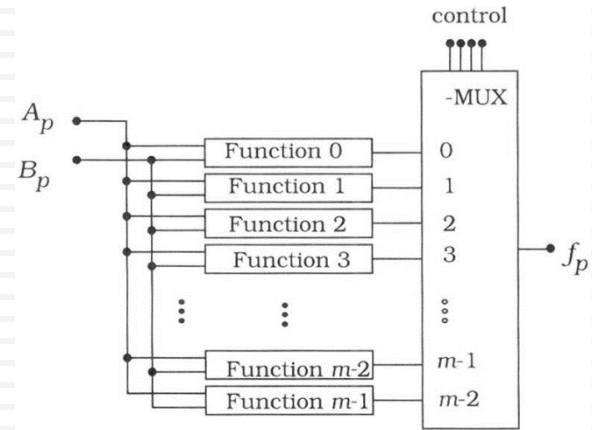 control
-MUX
A_p
B_p
Function 0 0
Function 1 1
Function 2 2
Function 3 3
f_p
Function m-2 m-1
Function m-1 m-2